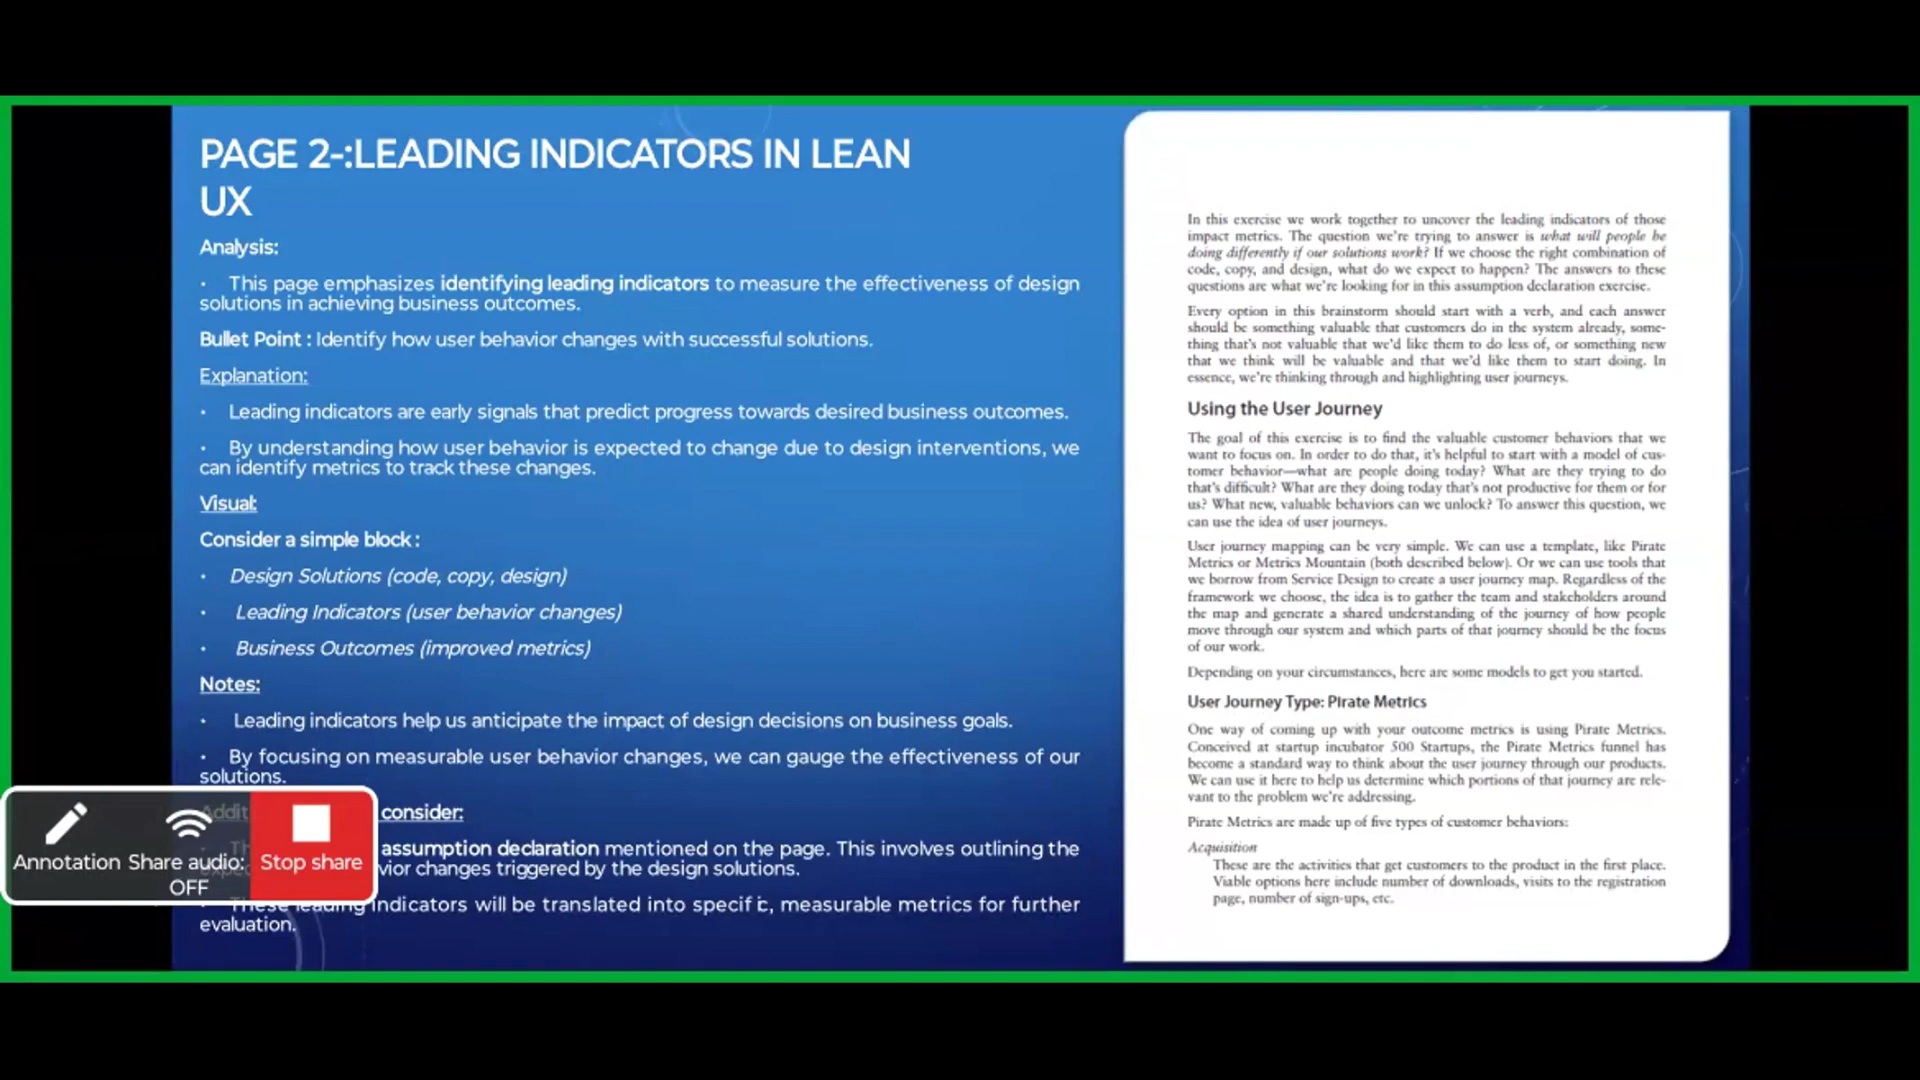 PAGE 2-:LEADING INDICATORS IN LEAN
UX
Analysis:
• This page emphasizes identifying leading indicators to measure the effectiveness of design
solutions in achieving business outcomes.
Bullet Point : Identify how user behavior changes with successful solutions.
Explanation:
• Leading indicators are early signals that predict progress towards desired business outcomes.
• By understanding how user behavior is expected to change due to design interventions, we
can identify metrics to track these changes.
Visual:
Consider a simple block :
• Design Solutions (code, copy, design)
• Leading Indicators (user behavior changes)
• Business Outcomes (improved metrics)
Notes:
• Leading indicators help us anticipate the impact of design decisions on business goals.
• By focusing on measurable user behavior changes, we can gauge the effectiveness of our
solutions.
consider:
assumption declaration mentioned on the page. This involves outlining the
vior changes triggered by the design solutions.
These leading indicators will be translated into specific, measurable metrics for further
evaluation.
Annotation
Share audio:
OFF
Stop share
In this exercise we work together to uncover the leading indicators of those
impact metrics. The question we're trying to answer is what will people be
doing differently if our solutions work? If we choose the right combination of
code, copy, and design, what do we expect to happen? The answers to these
questions are what we're looking for in this assumption declaration exercise.
Every option in this brainstorm should start with a verb, and each answer
should be something valuable that customers do in the system already, some-
thing that's not valuable that we'd like them to do less of, or something new
that we think will be valuable and that we'd like them to start doing. In
essence, we're thinking through and highlighting user journeys.
Using the User Journey
The goal of this exercise is to find the valuable customer behaviors that we
want to focus on. In order to do that, it's helpful to start with a model of cus-
tomer behavior—what are people doing today? What are they trying to do
that's difficult? What are they doing today that's not productive for them or for
us? What new, valuable behaviors can we unlock? To answer this question, we
can use the idea of user journeys.
User journey mapping can be very simple. We can use a template, like Pirate
Metrics or Metrics Mountain (both described below). Or we can use tools that
we borrow from Service Design to create a user journey map. Regardless of the
framework we choose, the idea is to gather the team and stakeholders around
the map and generate a shared understanding of the journey of how people
move through our system and which parts of that journey should be the focus
of our work.
Depending on your circumstances, here are some models to get you started.
User Journey Type: Pirate Metrics
One way of coming up with your outcome metrics is using Pirate Metrics.
Conceived at startup incubator 500 Startups, the Pirate Metrics funnel has
become a standard way to think about the user journey through our products.
We can use it here to help us determine which portions of that journey are rele-
vant to the problem we're addressing.
Pirate Metrics are made up of five types of customer behaviors:
Acquisition
These are the activities that get customers to the product in the first place.
Viable options here include number of downloads, visits to the registration
page, number of sign-ups, etc.